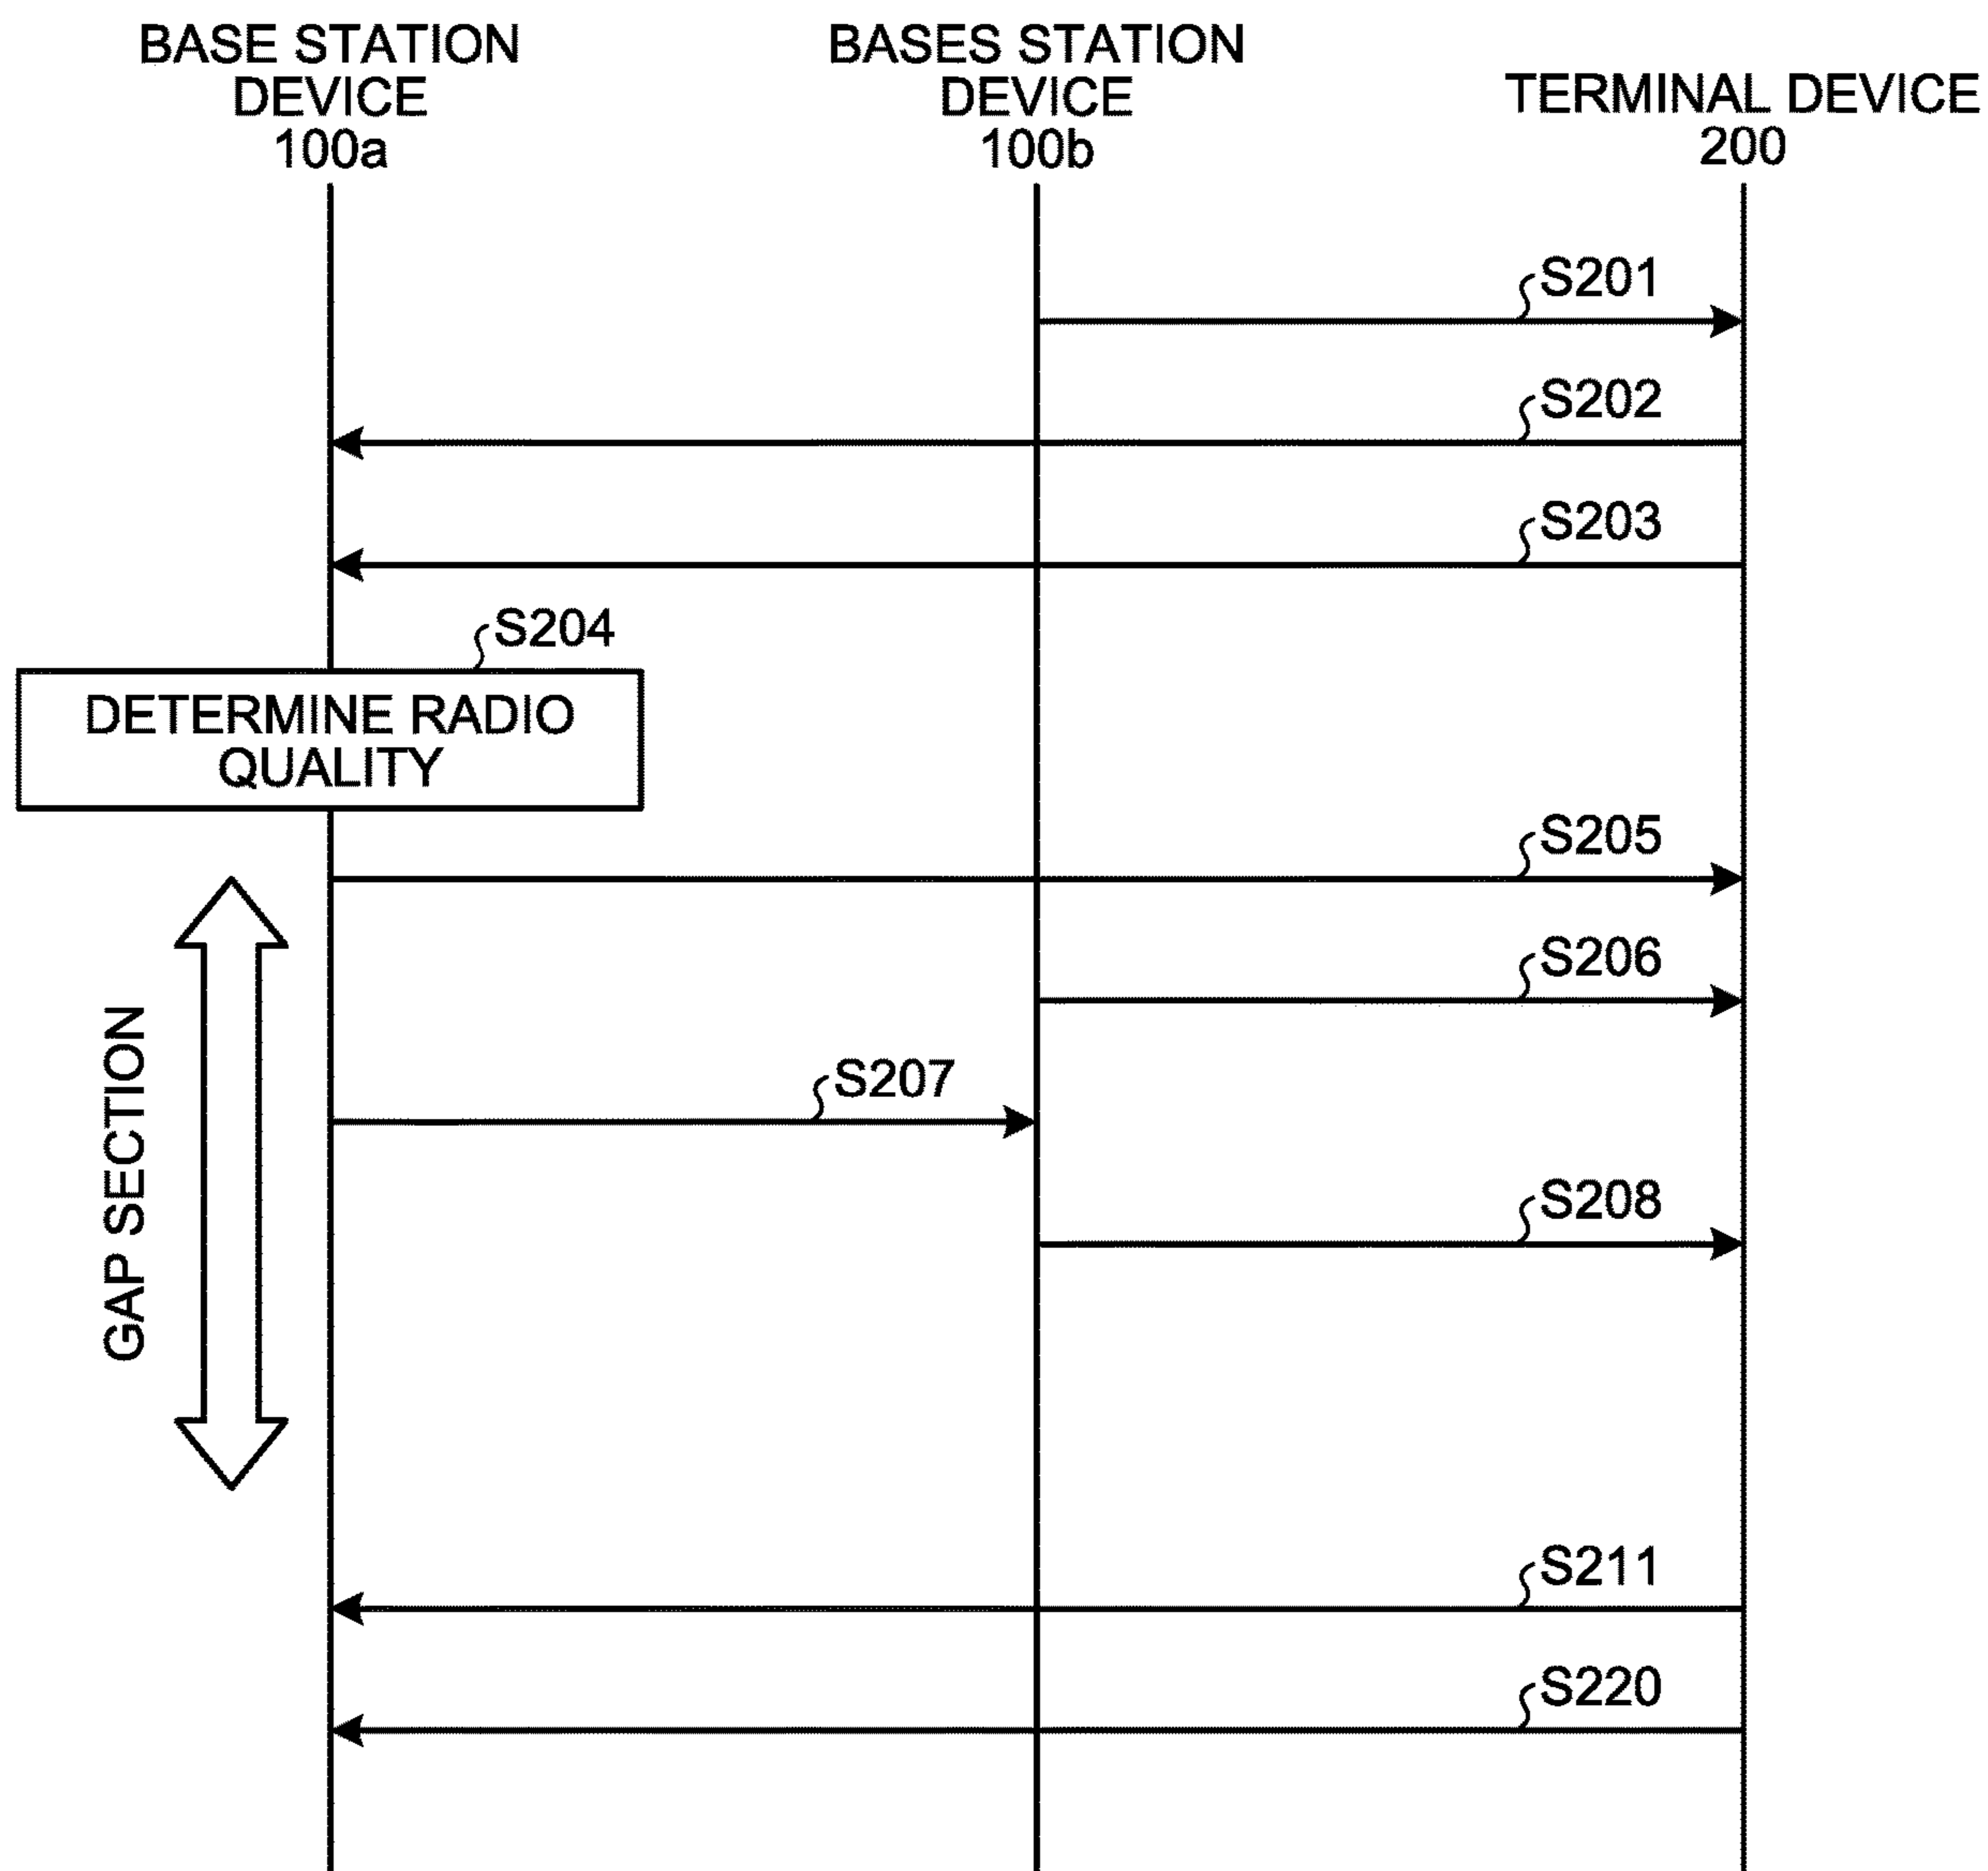 BASE STATION
DEVICE
100a
BASES STATION
DEVICE
100b
TERMINAL DEVICE
200
S201
S202
S203
S204
DETERMINE RADIO
QUALITY
S205
S206
S207
S208
GAP SECTION
S211
S220